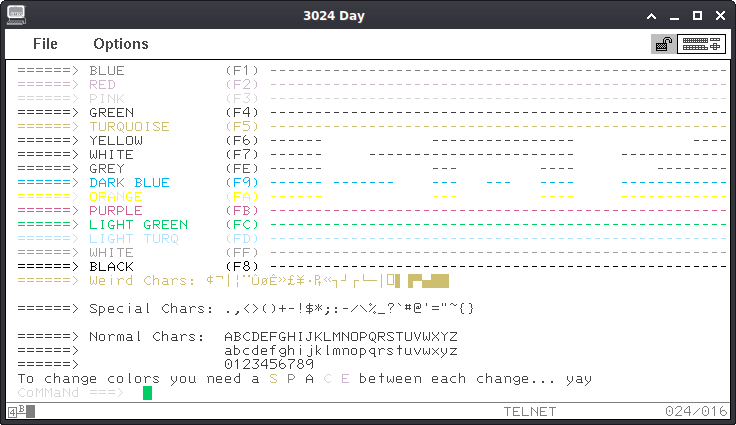 3024 Day
File Options
======> BLUE (F1) ----------------------------------------------------------
======> RED (F2) ----------------------------------------------------------
======> PINK (F3) ----------------------------------------------------------
======> GREEN (F4) ----------------------------------------------------------
======> TURQUOISE (F5) ----------------------------------------------------------
======> YELLOW (F6) ------ ------------------ --------------
======> WHITE (F7) ------ ------------------ --------------
======> GREY (FE) ------ --- --- --------------
======> DARK BLUE (F9) ---------------- --- --- --- --------------
======> ORaNGE (FA) ----------------------------------------------------------
======> PURPLE (FB) ----------------------------------------------------------
======> LIGHT GREEN (FC) ----------------------------------------------------------
======> LIGHT TURQ (FD) ----------------------------------------------------------
======> WHITE (FF) ----------------------------------------------------------
======> BLACK (F8) ----------------------------------------------------------
======> Weird Chars:
======> Special Chars: .,<>()+-!$*;:-/\%_?`#@'="~{}
======> Normal Chars: ABCDEFGHIJKLMNOPQRSTUVWXYZ
======> abcdefghijklmnopqrstuvwxyz
======> 0123456789
To change colors you need a S P A C E between each change... yay
CoMMaNd ===>
4B TELNET 024/016